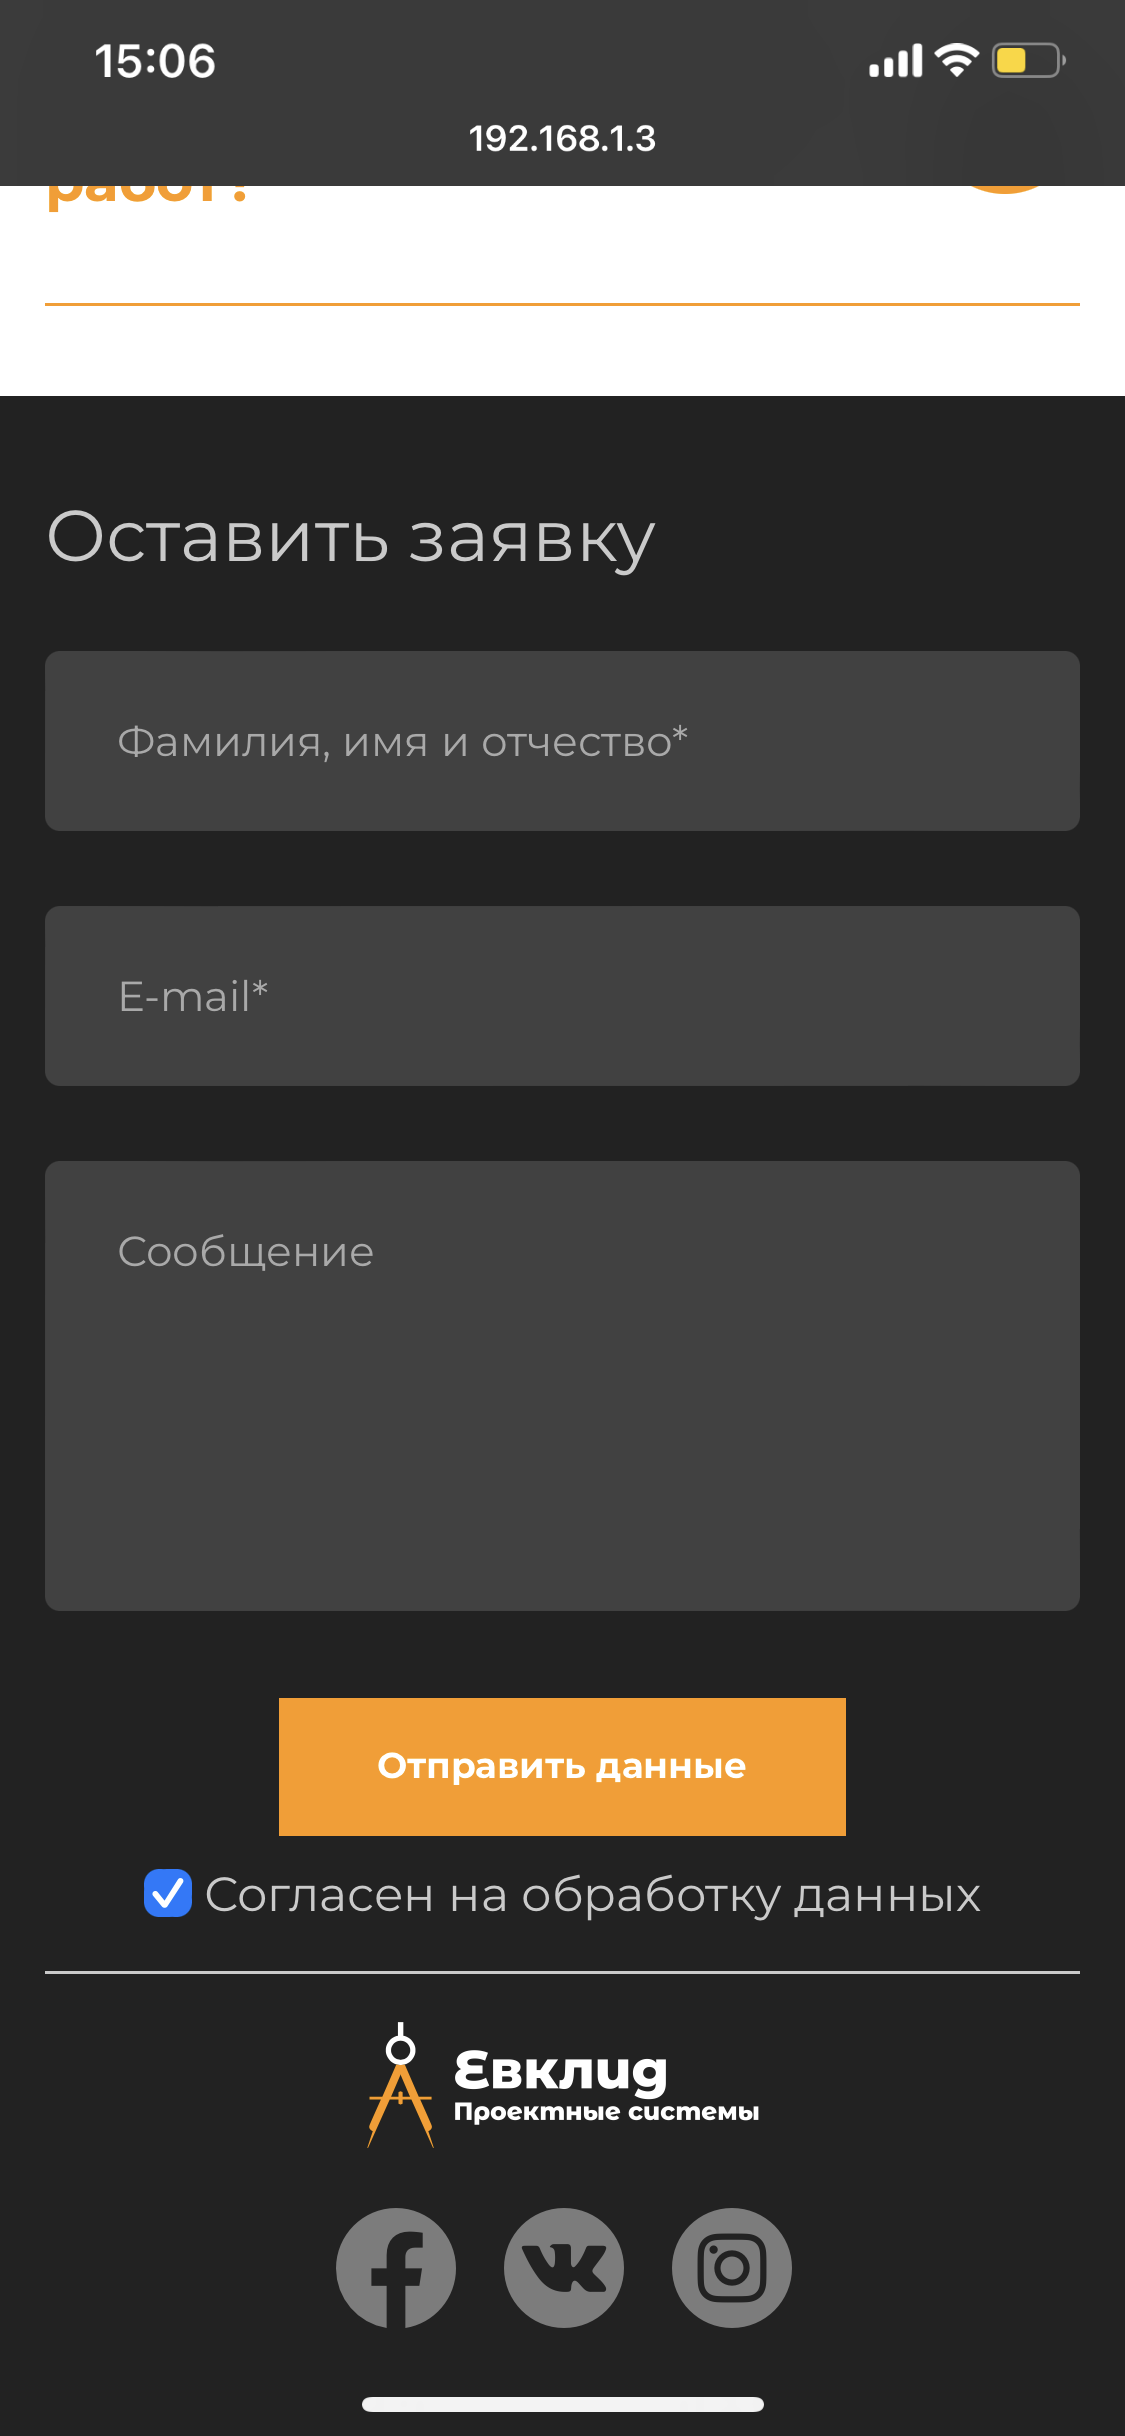 15:06
192.168.1.3
работ?
Оставить заявку
Фамилия, имя и отчество*
E-mail*
Сообщение
Отправить данные
Согласен на обработку данных
Евклид
Проектные системы